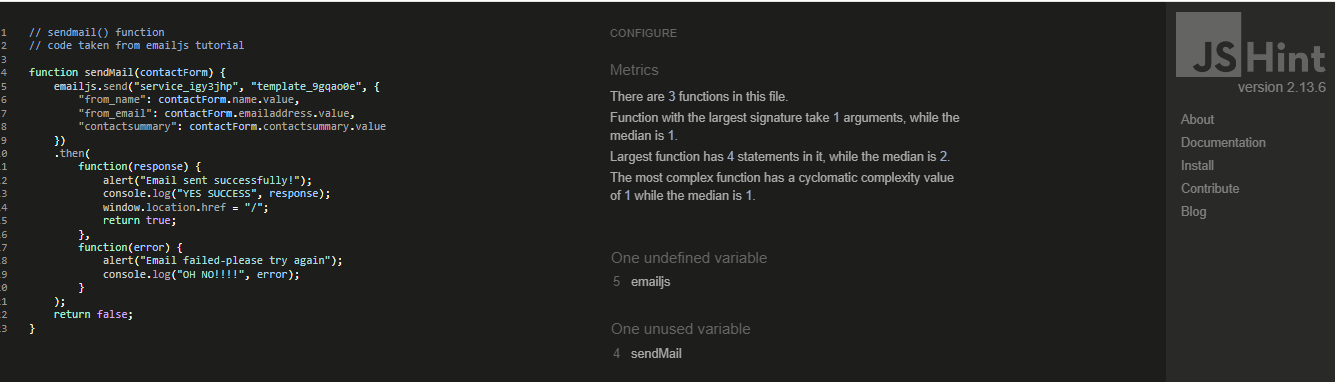 1 // sendmail() function
2 // code taken from emailjs tutorial
3
4 function sendMail(contactForm) {
5 emailjs.send("service_igy3jhp", "template_9gqao0e", {
6 "from_name": contactForm.name.value,
7 "from_email": contactForm.emailaddress.value,
8 "contactsummary": contactForm.contactsummary.value
9 })
0 .then(
1 function(response) {
2 alert("Email sent successfully!");
3 console.log("YES SUCCESS", response);
4 window.location.href = "/";
5 return true;
6 },
7 function(error) {
8 alert("Email failed-please try again");
9 console.log("OH NO!!!!", error);
0 }
1 );
2 return false;
3 }
CONFIGURE
Metrics
There are 3 functions in this file.
Function with the largest signature take 1 arguments, while the
median is 1.
Largest function has 4 statements in it, while the median is 2.
The most complex function has a cyclomatic complexity value
of 1 while the median is 1.
One undefined variable
5 emailjs
One unused variable
4 sendMail
JSHint
version 2.13.6
About
Documentation
Install
Contribute
Blog